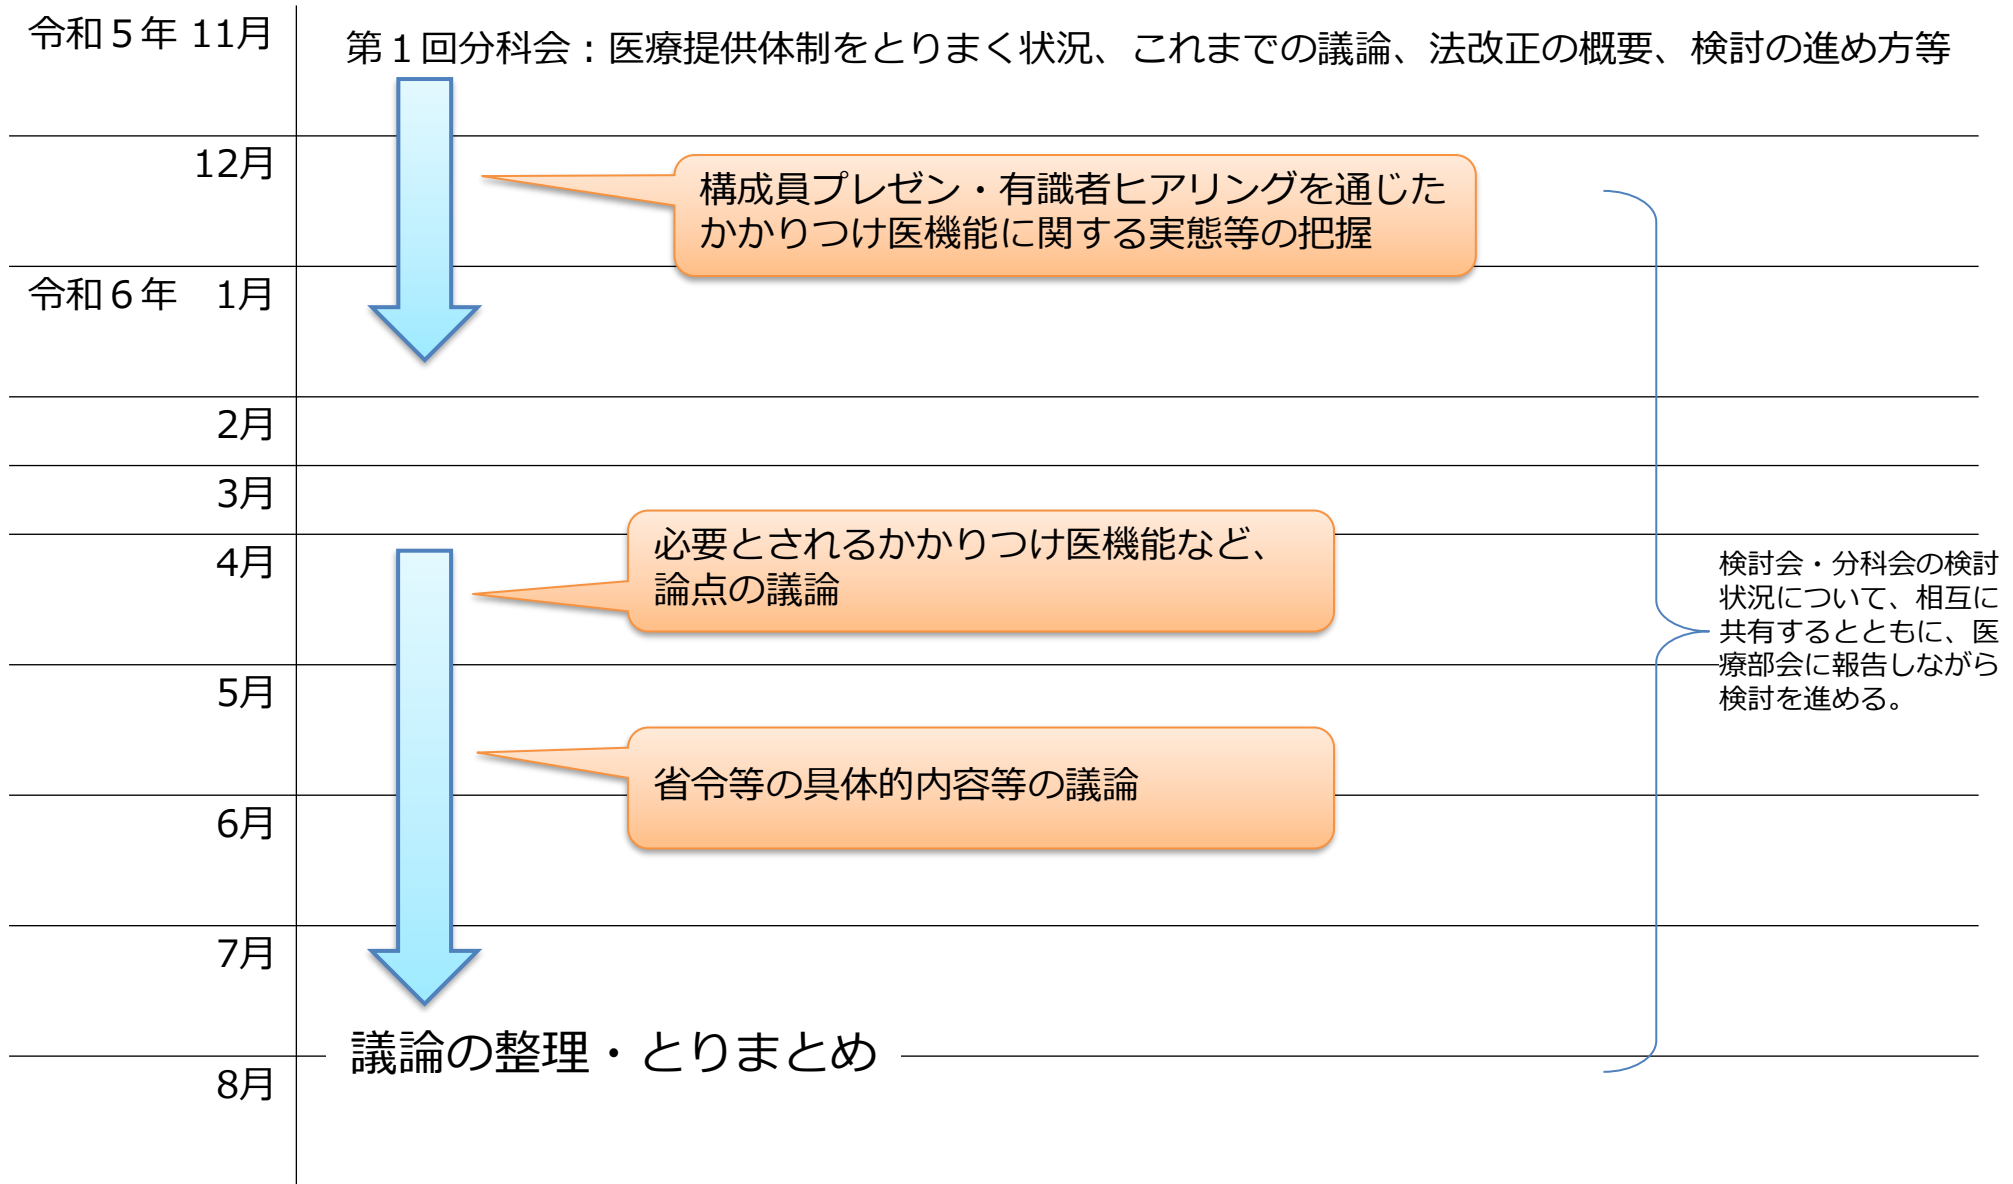 令和５年 11月
第１回分科会：医療提供体制をとりまく状況、これまでの議論、法改正の概要、検討の進め方等
12月
構成員プレゼン・有識者ヒアリングを通じた
かかりつけ医機能に関する実態等の把握
令和６年　1月
2月
3月
4月
必要とされるかかりつけ医機能など、
論点の議論
検討会・分科会の検討
状況について、相互に
共有するとともに、医
療部会に報告しながら
検討を進める。
5月
省令等の具体的内容等の議論
6月
7月
議論の整理・とりまとめ
8月